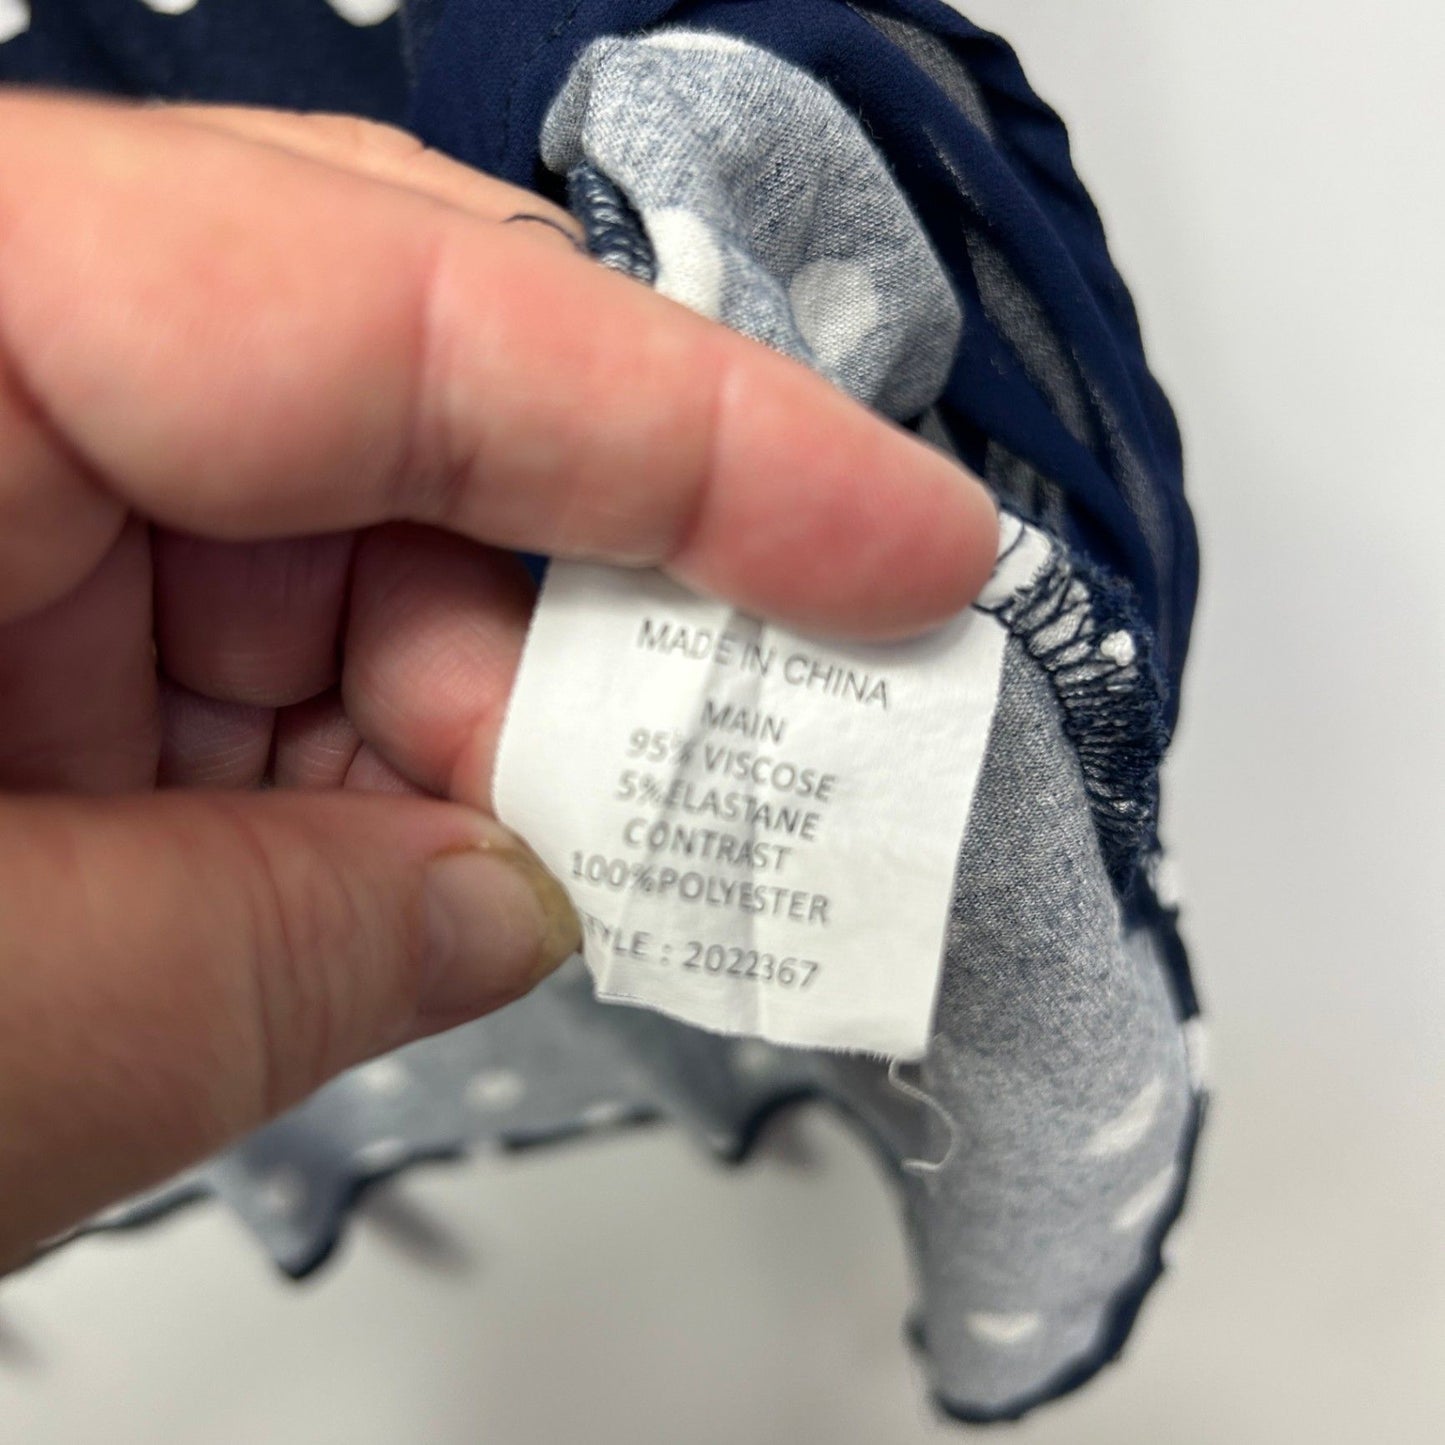 MADE IN CHINA
MAIN
95% VISCOSE
5%ELASTANE
CONTRAST
100%POLYESTER
TYLE : 2022367